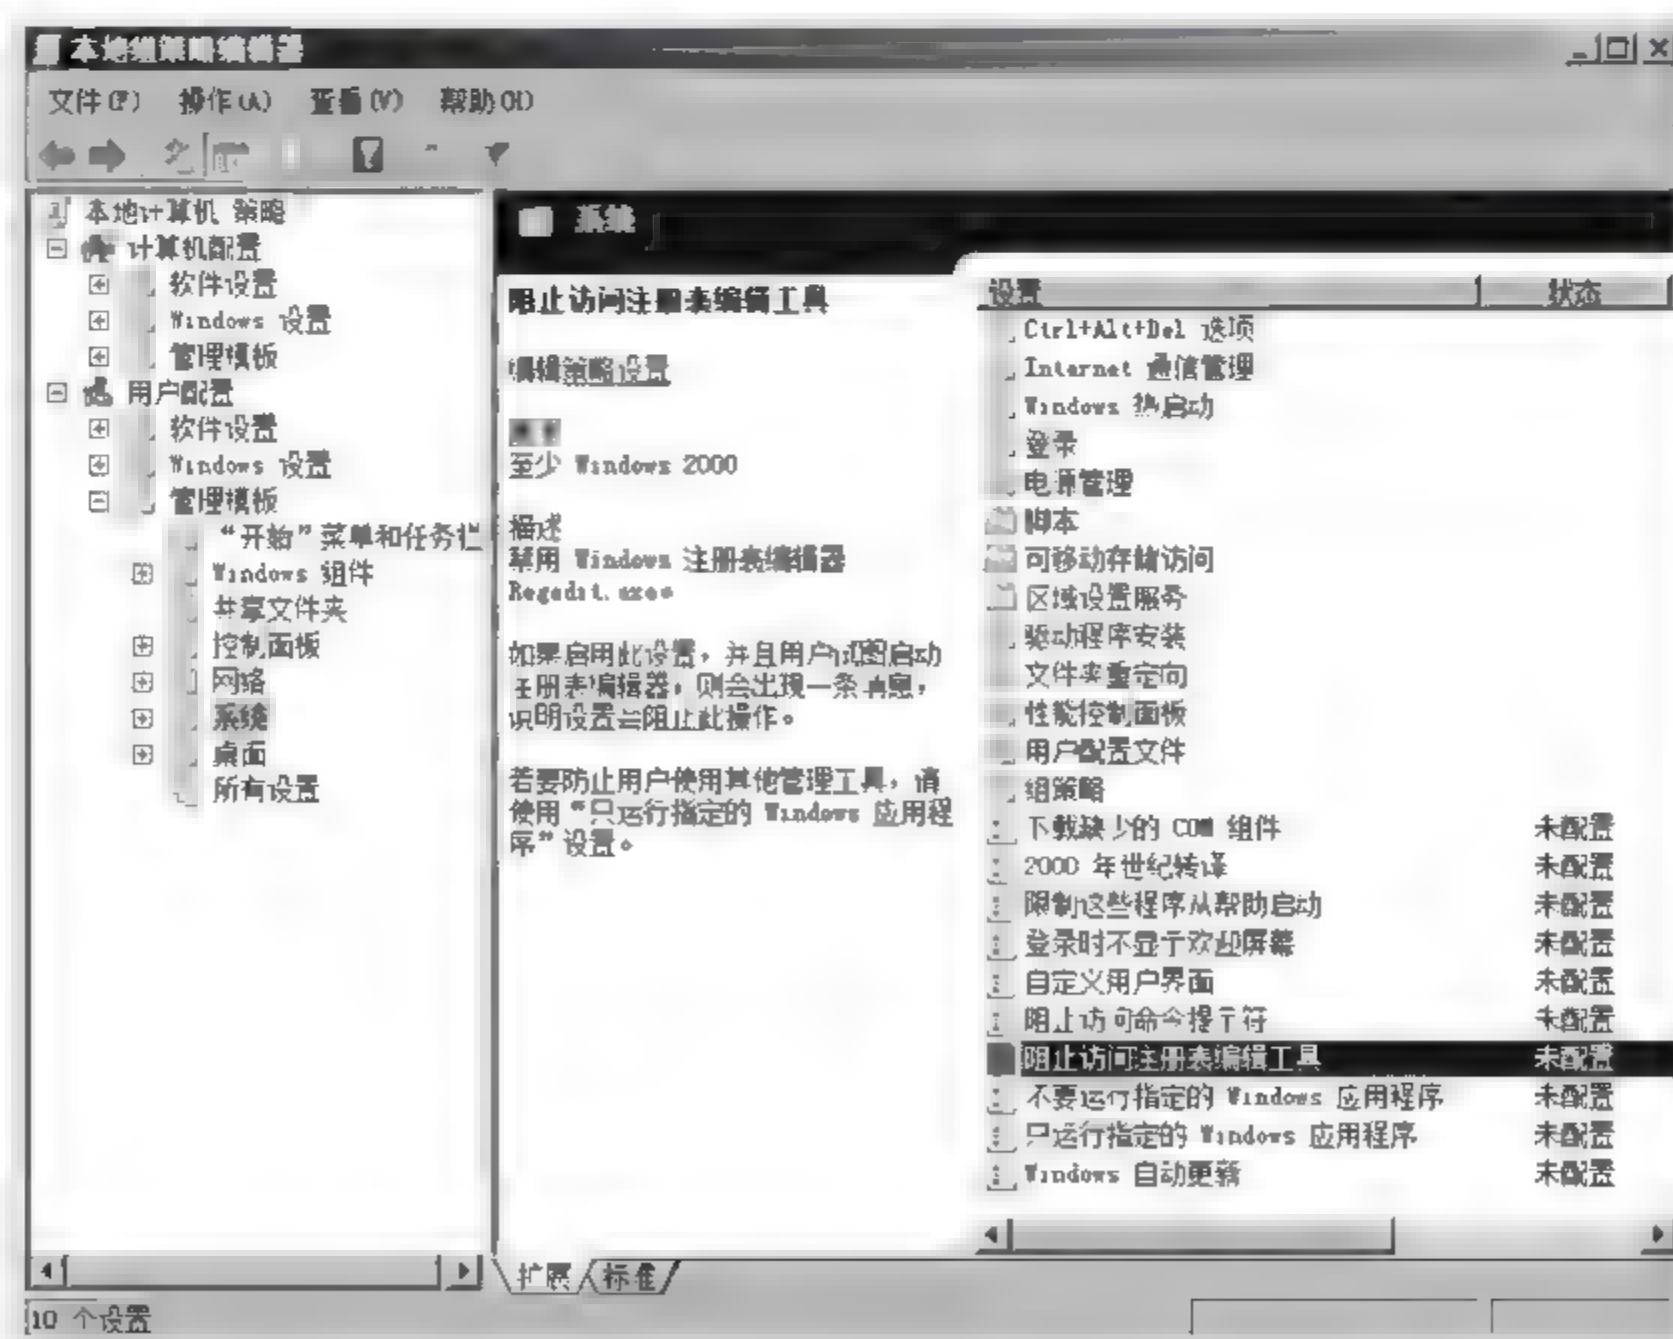 本地组策略编辑器
文件(F) 操作(A) 查看(V) 帮助(H)
本地计算机 策略
计算机配置
软件设置
Windows 设置
管理模板
用户配置
软件设置
Windows 设置
管理模板
“开始”菜单和任务栏
Windows 组件
共享文件夹
控制面板
网络
系统
桌面
所有设置
系统
阻止访问注册表编辑工具
编辑策略设置
至少 Windows 2000
描述
禁用 Windows 注册表编辑器
Regedit.exe。
如果启用此设置，并且用户试图启动
注册表编辑器，则会出现一条消息，
说明设置会阻止此操作。
若要防止用户使用其他管理工具，请
使用“只运行指定的 Windows 应用程
序”设置。
设置 状态
Ctrl+Alt+Del 选项
Internet 通信管理
Windows 热启动
登录
电源管理
脚本
可移动存储访问
区域设置服务
驱动程序安装
文件夹重定向
性能控制面板
用户配置文件
组策略
下载缺少的 COM 组件 未配置
2000 年世纪转译 未配置
限制这些程序从帮助启动 未配置
登录时不显示欢迎屏幕 未配置
自定义用户界面 未配置
阻止访问命令提示符 未配置
阻止访问注册表编辑工具 未配置
不要运行指定的 Windows 应用程序 未配置
只运行指定的 Windows 应用程序 未配置
Windows 自动更新 未配置
扩展 标准
10 个设置